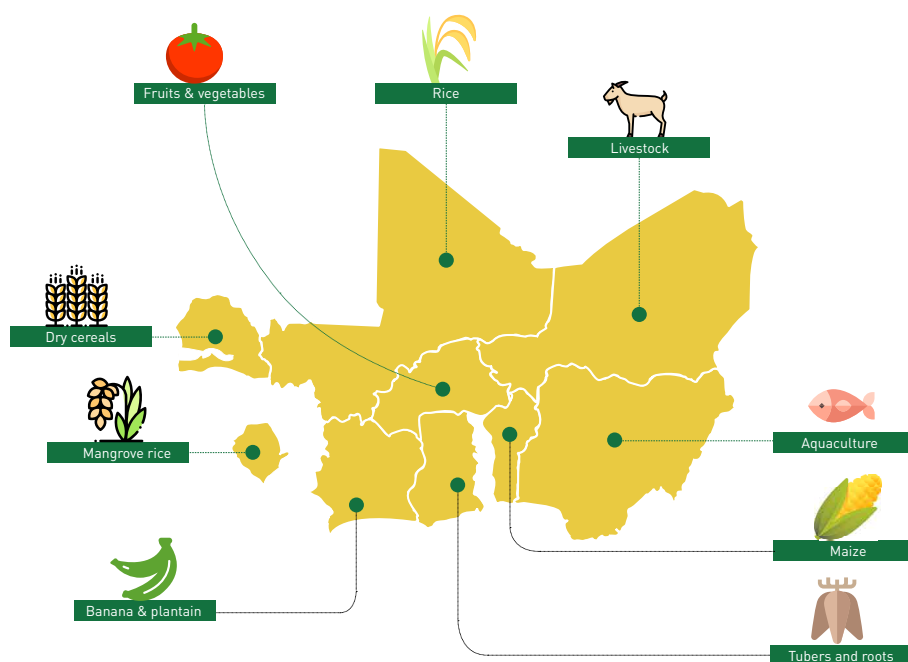 Fruits & vegetables
Rice
Livestock
Dry cereals
Mangrove rice
Aquaculture
Maize
Banana & plantain
Tubers and roots